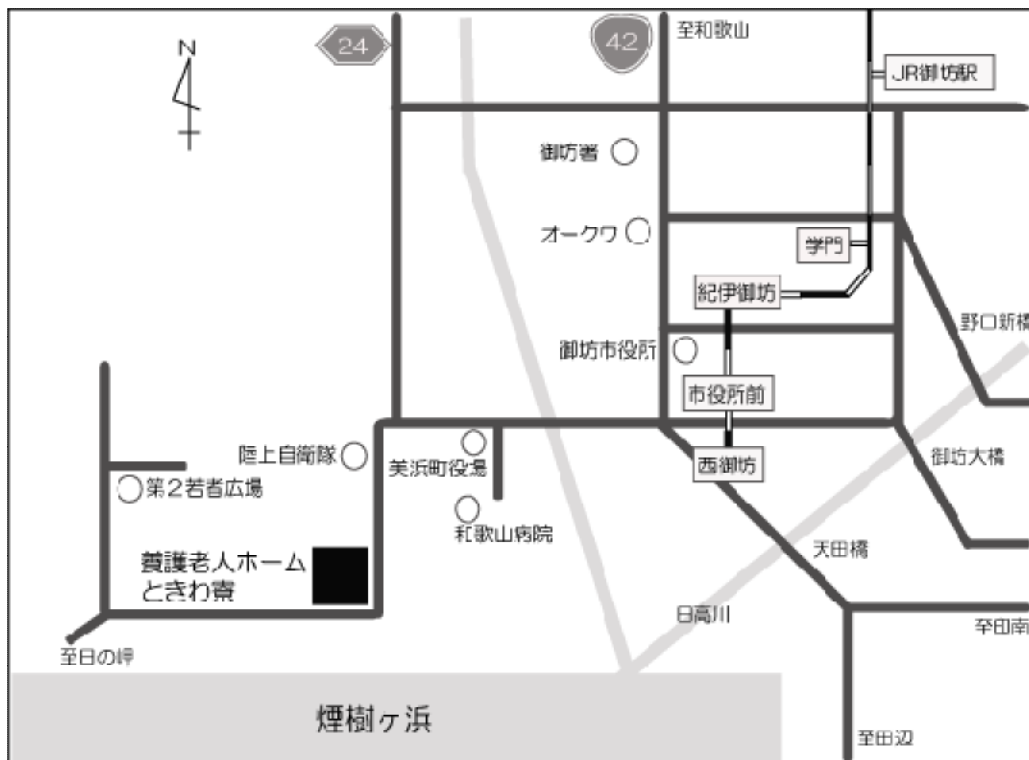 N
24
42
至和歌山
JR御坊駅
御坊署
オークワ
学門
紀伊御坊
野口新橋
御坊市役所
市役所前
陸上自衛隊
美浜町役場
西御坊
御坊大橋
第2若者広場
和歌山病院
天田橋
養護老人ホーム
ときわ寮
日高川
至印南
至日の岬
煙樹ヶ浜
至田辺